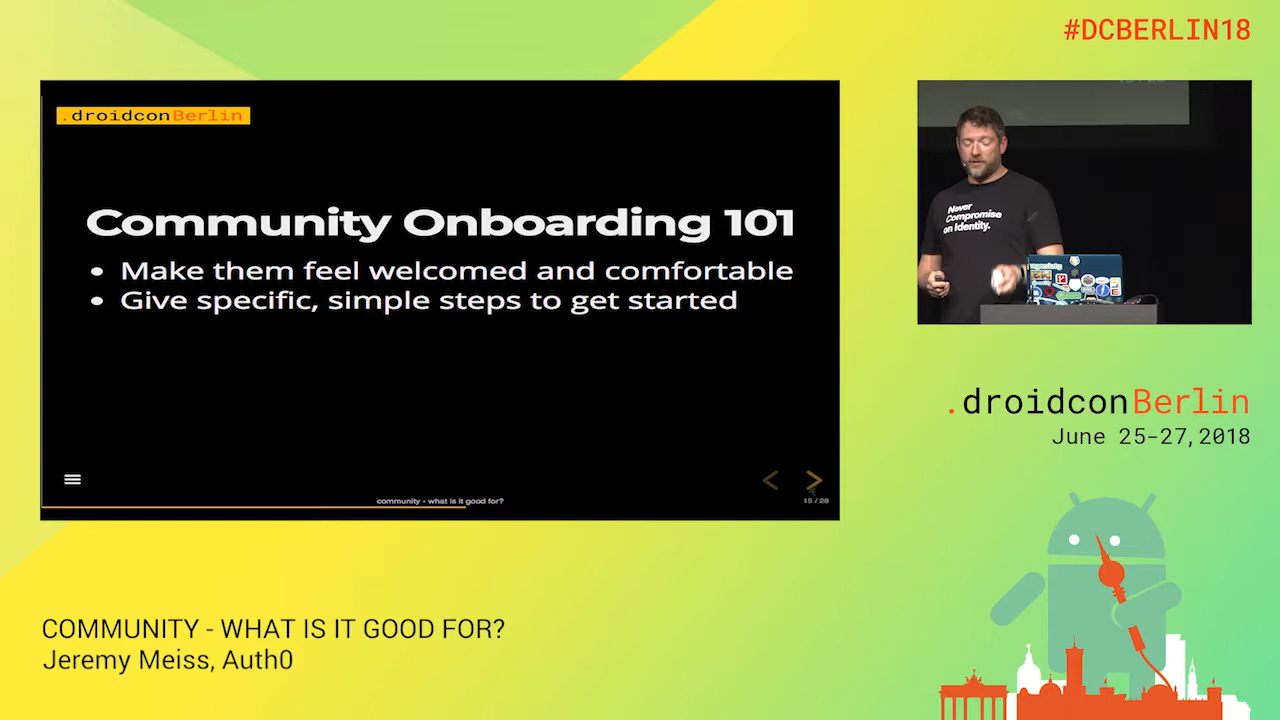 #DCBERLIN18
.droidconBerlin
Community Onboarding 101
• Make them feel welcomed and comfortable
• Give specific, simple steps to get started
community - what is it good for?
15 / 28
Never
Compromise
on Identity.
.droidconBerlin
June 25-27, 2018
COMMUNITY - WHAT IS IT GOOD FOR?
Jeremy Meiss, Auth0